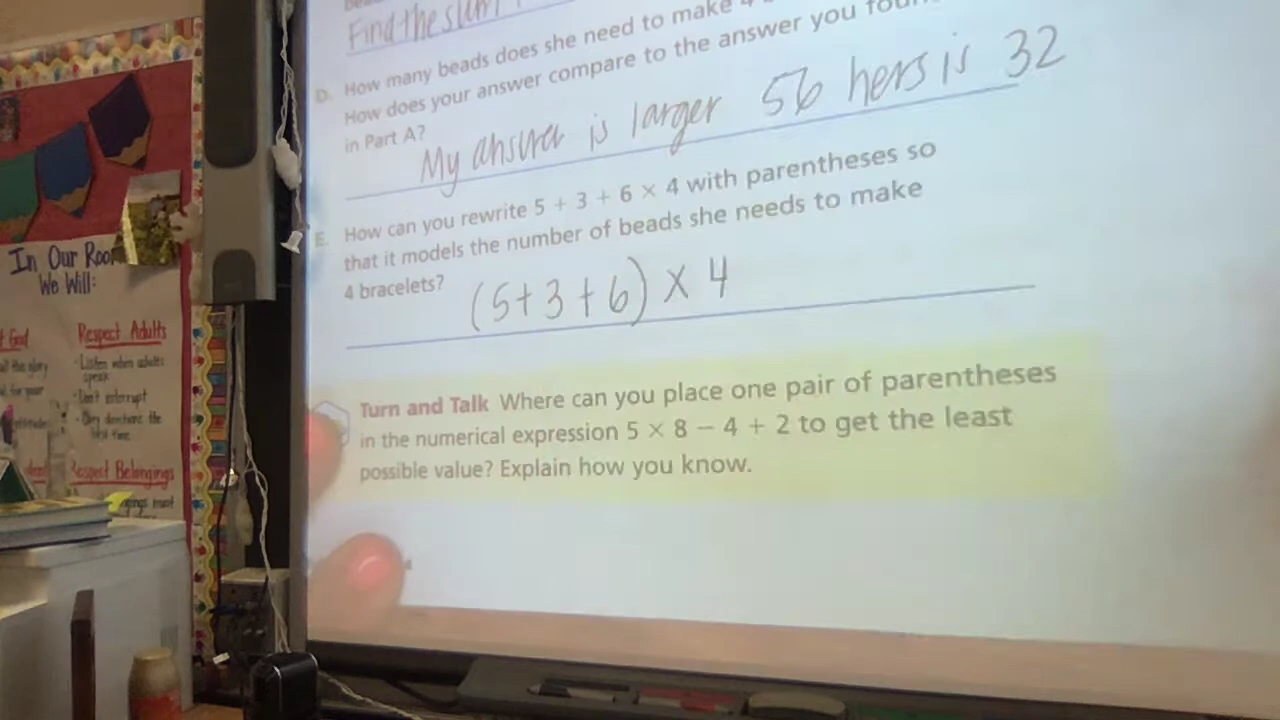 Find the sum
D. How many beads does she need to make 4
How does your answer compare to the answer you found
in Part A?
My answer is larger 56 hers is 32
E. How can you rewrite 5 + 3 + 6 × 4 with parentheses so
that it models the number of beads she needs to make
4 bracelets?
(5+3+6) × 4
Turn and Talk Where can you place one pair of parentheses
in the numerical expression 5 × 8 − 4 + 2 to get the least
possible value? Explain how you know.
In Our Room
We Will:
God
Respect Adults
all the glory
- Listen when adults
speak
- Don't interrupt
- Obey directions the
first time
Respect Belongings